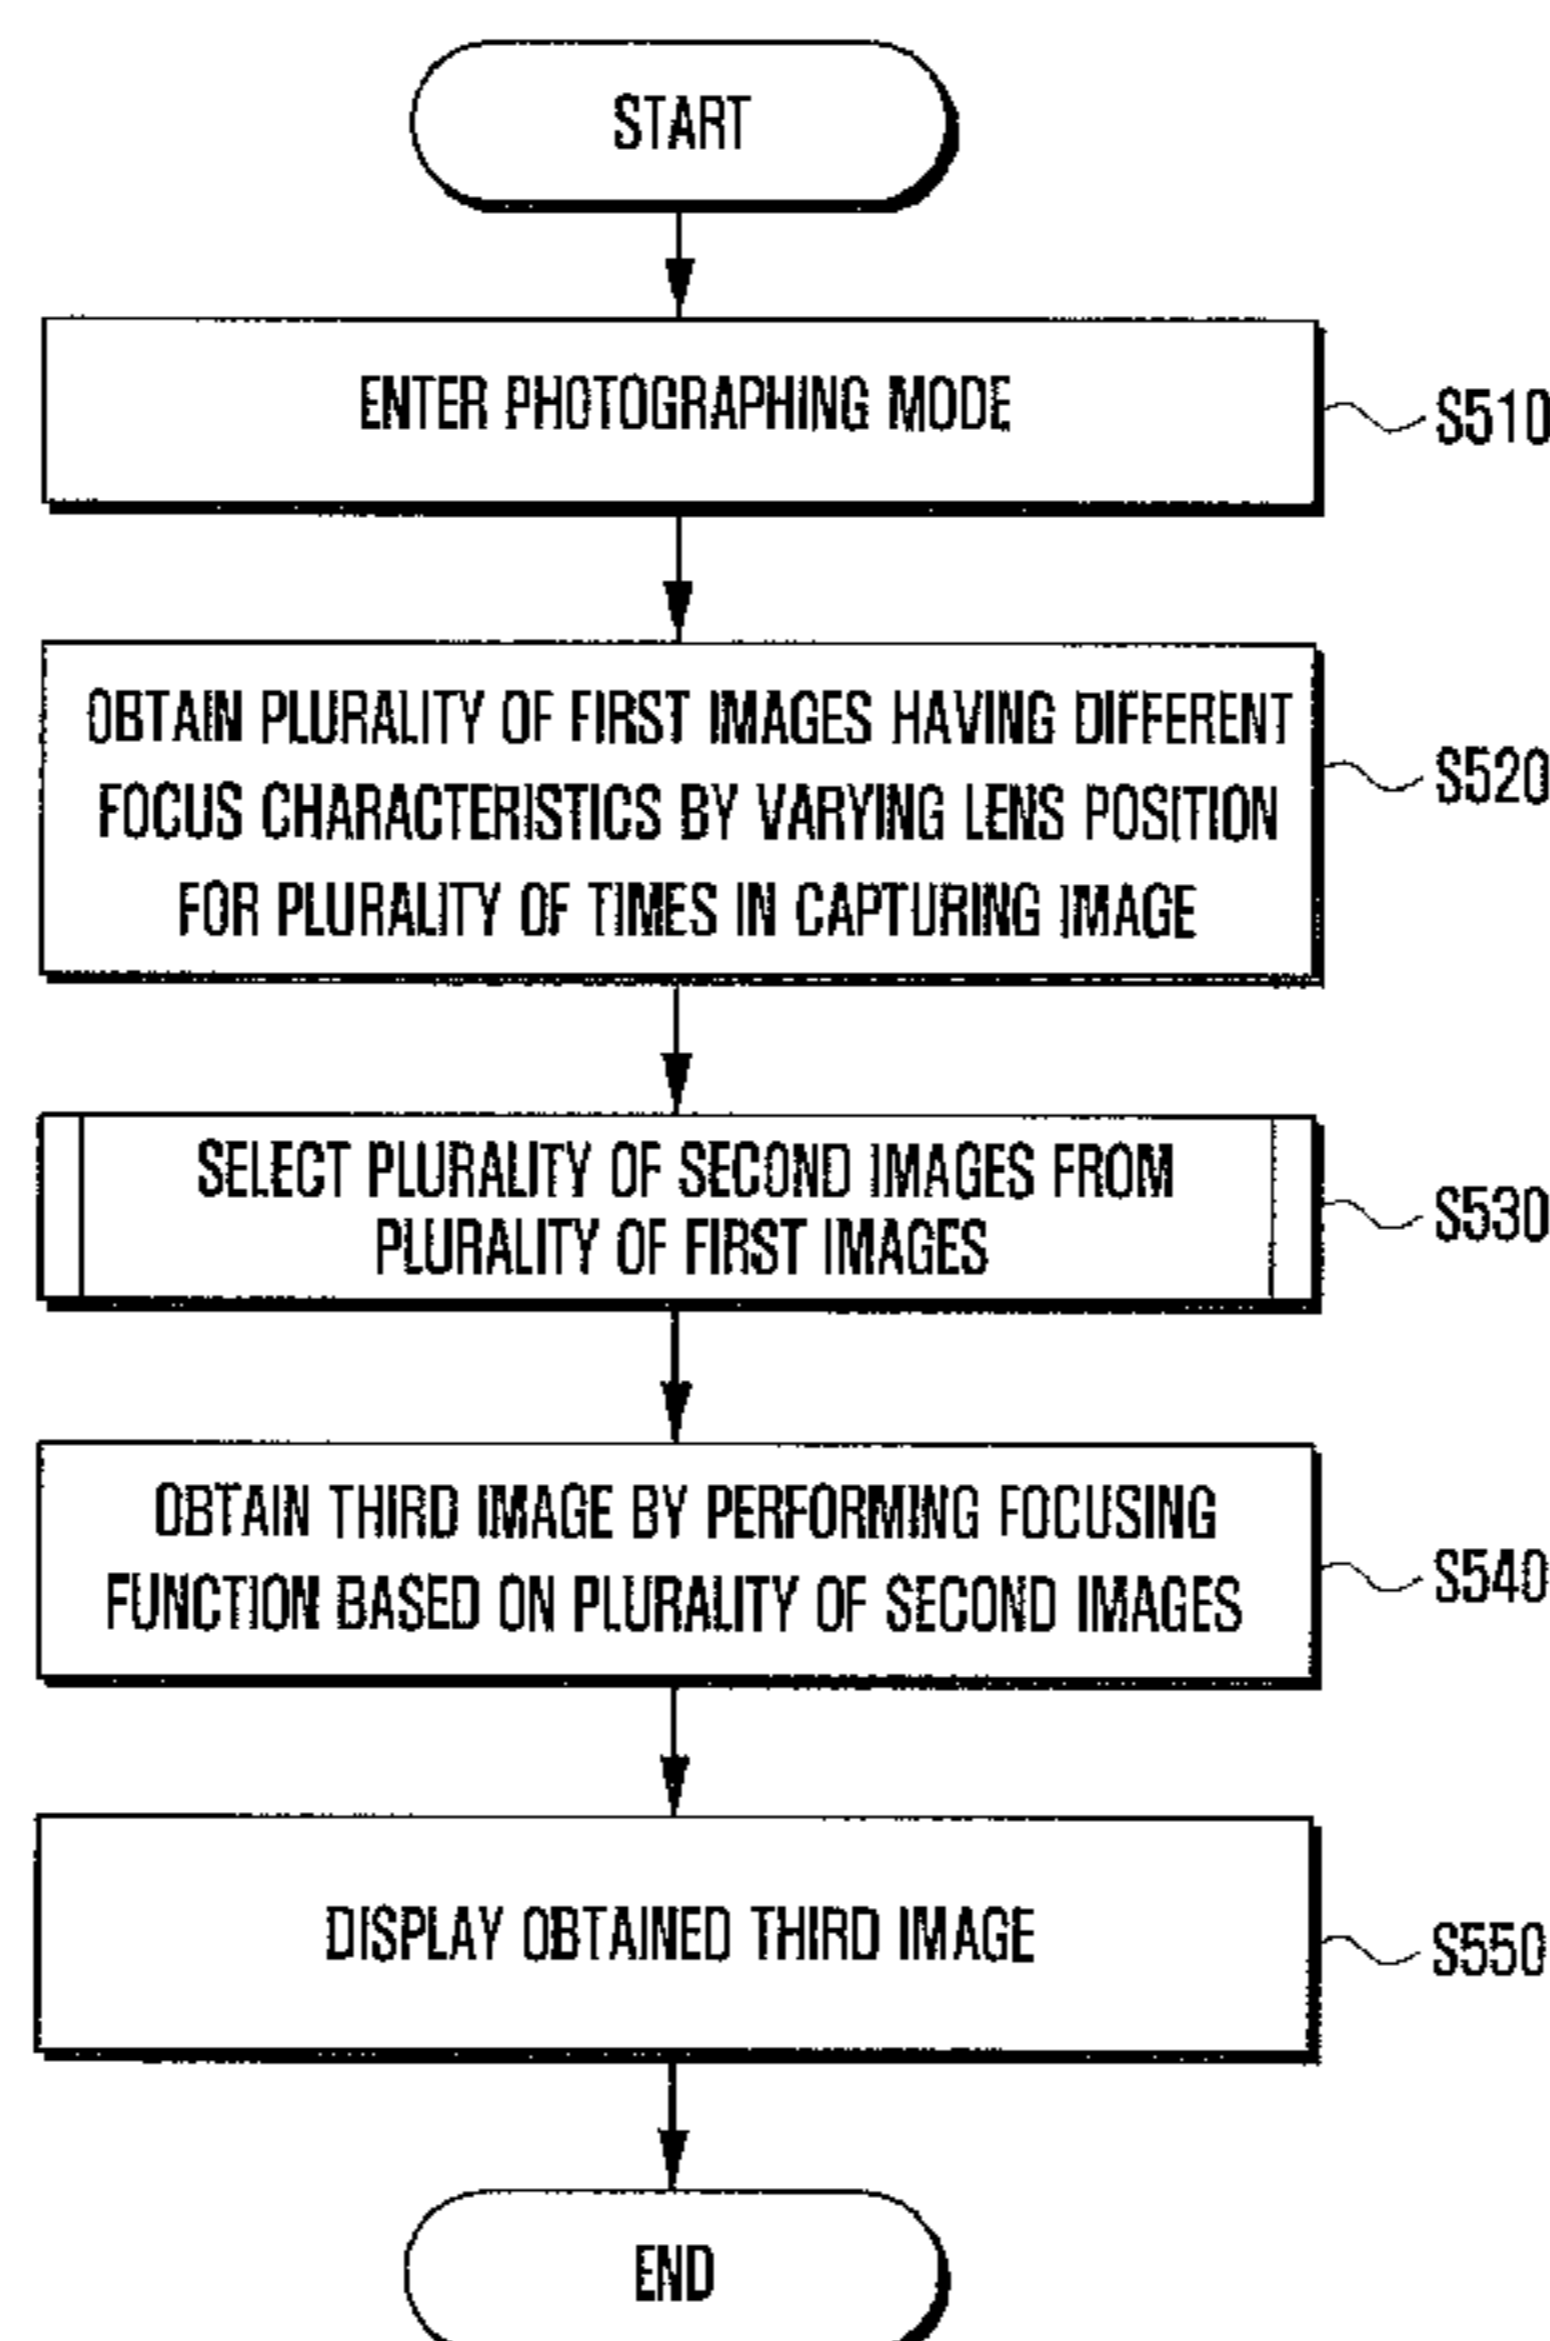 START
ENTER PHOTOGRAPHING MODE
S510
OBTAIN PLURALITY OF FIRST IMAGES HAVING DIFFERENT
FOCUS CHARACTERISTICS BY VARYING LENS POSITION
FOR PLURALITY OF TIMES IN CAPTURING IMAGE
S520
SELECT PLURALITY OF SECOND IMAGES FROM
PLURALITY OF FIRST IMAGES
S530
OBTAIN THIRD IMAGE BY PERFORMING FOCUSING
FUNCTION BASED ON PLURALITY OF SECOND IMAGES
S540
DISPLAY OBTAINED THIRD IMAGE
S550
END